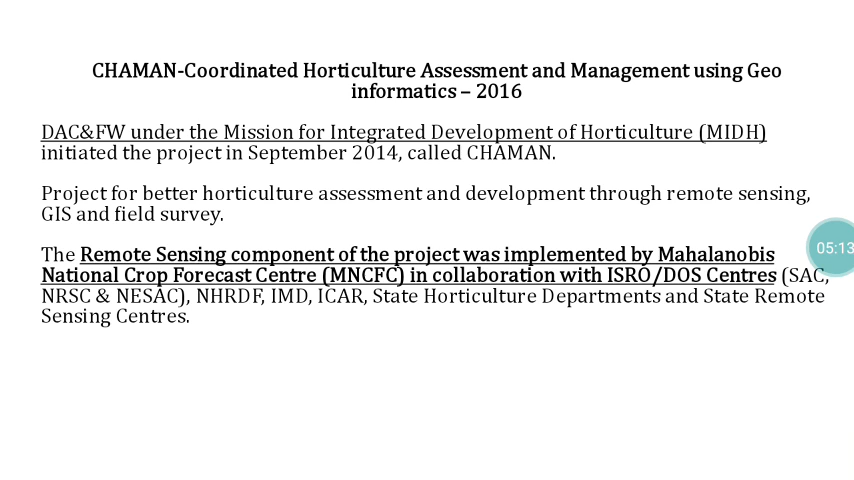 CHAMAN-Coordinated Horticulture Assessment and Management using Geo
informatics – 2016
DAC&FW under the Mission for Integrated Development of Horticulture (MIDH)
initiated the project in September 2014, called CHAMAN.
Project for better horticulture assessment and development through remote sensing,
GIS and field survey.
The Remote Sensing component of the project was implemented by Mahalanobis
National Crop Forecast Centre (MNCFC) in collaboration with ISRO/DOS Centres (SAC,
NRSC & NESAC), NHRDF, IMD, ICAR, State Horticulture Departments and State Remote
Sensing Centres.
05:13